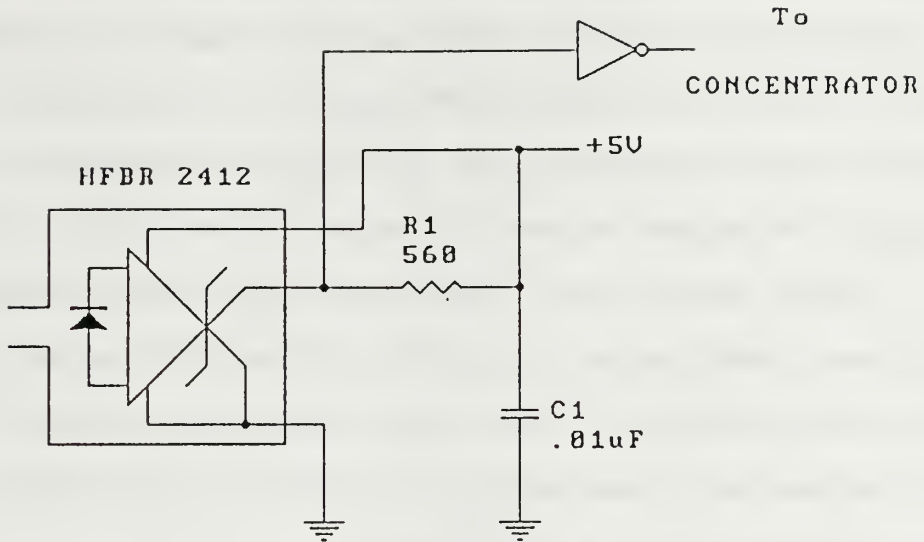 To
CONCENTRATOR
+5V
HFBR 2412
R1
560
C1
.01uF